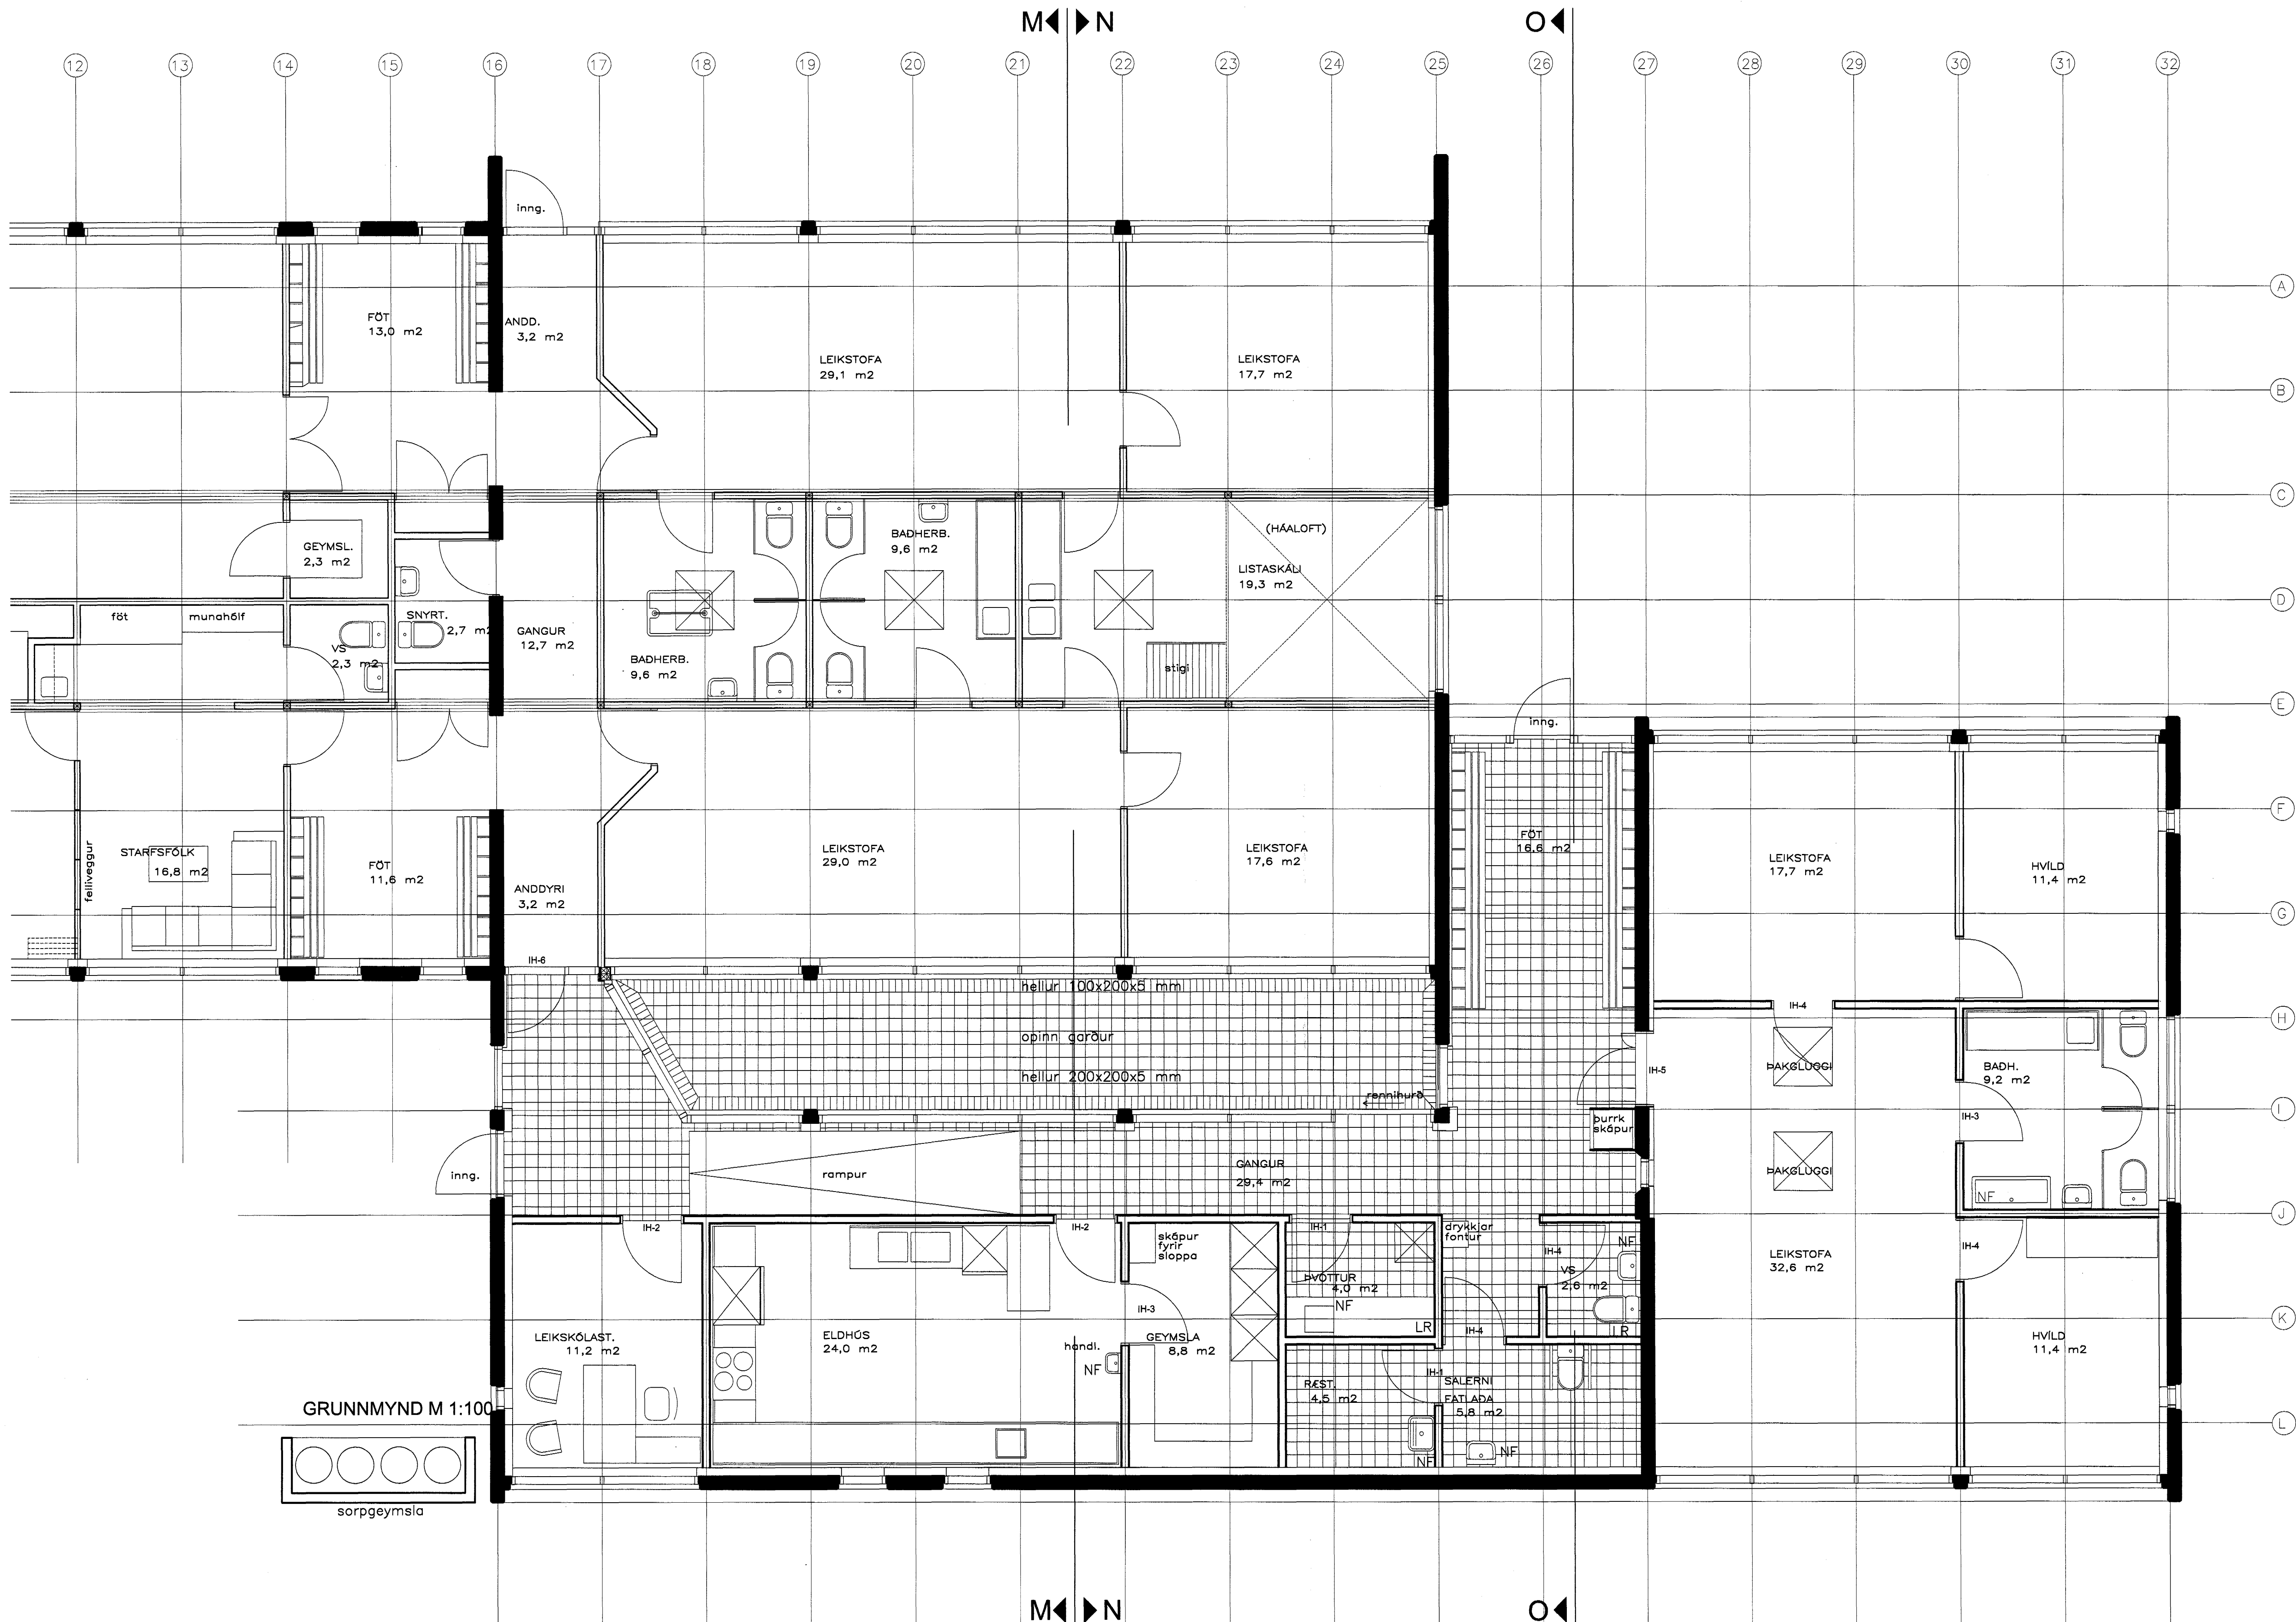 M N
O
12 13 14 15 16 17 18 19 20 21 22 23 24 25 26 27 28 29 30 31 32
inng.
A
FÖT
13,0 m2
ANDD.
3,2 m2
LEIKSTOFA
29,1 m2
LEIKSTOFA
17,7 m2
B
C
GEYMSL.
2,3 m2
BAÐHERB.
9,6 m2
(HÁALOFT)
LISTASKÁLI
19,3 m2
D
föt
munahólf
VS
2,3 m2
SNYRT.
2,7 m2
GANGUR
12,7 m2
BAÐHERB.
9,6 m2
stigi
E
inng.
F
felliveggur
STARFSFÓLK
16,8 m2
FÖT
11,6 m2
ANDDYRI
3,2 m2
LEIKSTOFA
29,0 m2
LEIKSTOFA
17,6 m2
FÖT
16,6 m2
LEIKSTOFA
17,7 m2
HVÍLD
11,4 m2
G
IH-6
hellur 100x200x5 mm
opinn garður
hellur 200x200x5 mm
rennihurð
IH-4
H
IH-5
ÞAKGLUGGI
BAÐH.
9,2 m2
I
IH-3
þurrk
skápur
inng.
rampur
GANGUR
29,4 m2
ÞAKGLUGGI
NF
J
IH-2
IH-2
IH-1
skápur
fyrir
sloppa
drykkjar
fontur
IH-4
NF
VS
2,6 m2
LR
ÞVOTTUR
4,0 m2
NF
LR
LEIKSTOFA
32,6 m2
IH-4
K
LEIKSKÓLAST.
11,2 m2
ELDHÚS
24,0 m2
handl.
NF
IH-3
GEYMSLA
8,8 m2
IH-4
HVÍLD
11,4 m2
RÆST.
4,5 m2
NF
IH-1
SALERNI
FATLAÐA
5,8 m2
NF
L
GRUNNMYND M 1:100
sorpgeymsla
M N
O